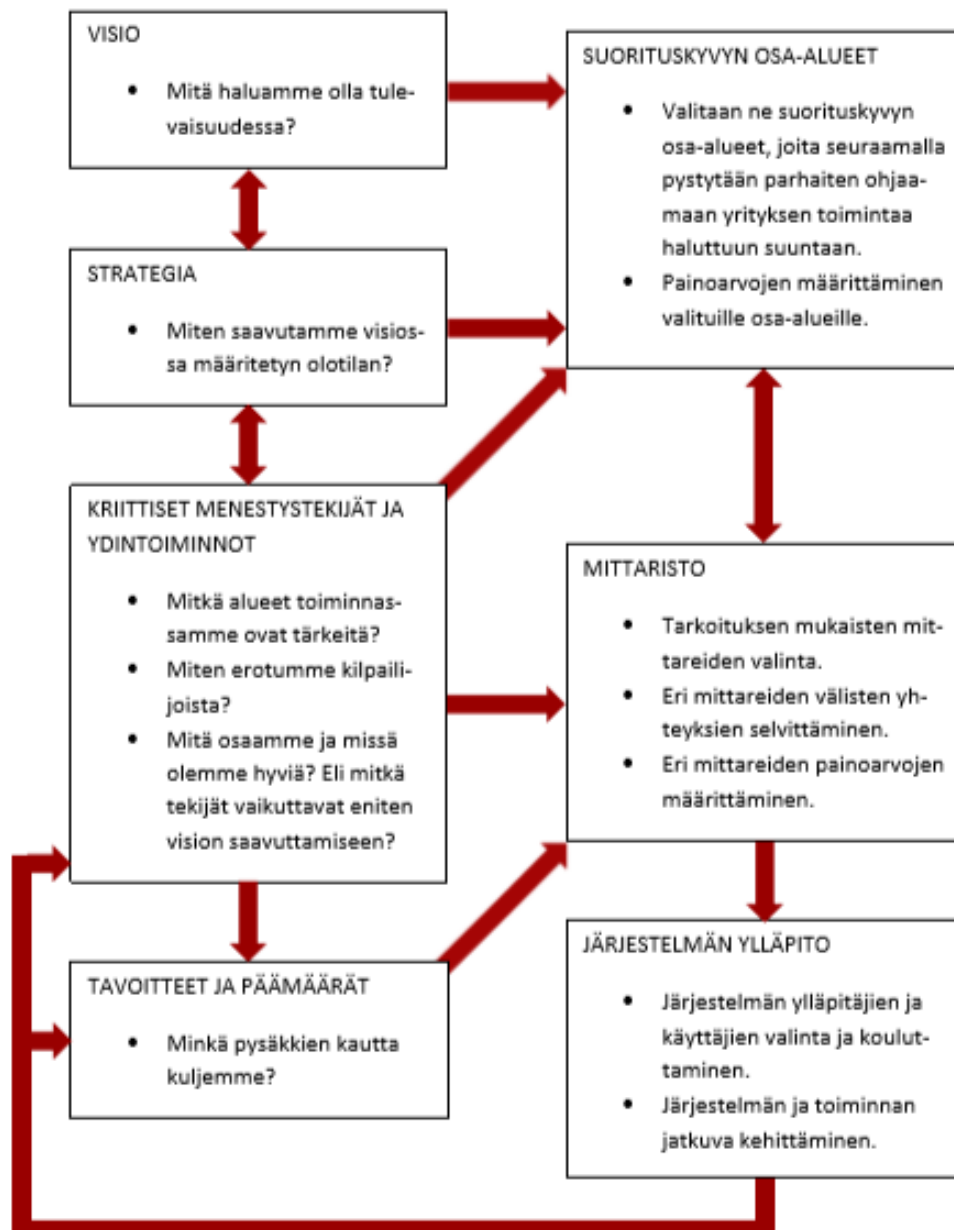 VISIO
• Mitä haluamme olla tule-
vaisuudessa?
STRATEGIA
• Miten saavutamme visios-
sa määritetyn olotilan?
KRIITTISET MENESTYSTEKIJÄT JA
YDINTOIMINNOT
• Mitkä alueet toiminnas-
samme ovat tärkeitä?
• Miten erotumme kilpaili-
joista?
• Mitä osaamme ja missä
olemme hyviä? Eli mitkä
tekijät vaikuttavat eniten
vision saavuttamiseen?
TAVOITTEET JA PÄÄMÄÄRÄT
• Minkä pysäkkien kautta
kuljemme?
SUORITUSKYVYN OSA-ALUEET
• Valitaan ne suorituskyvyn
osa-alueet, joita seuraamalla
pystytään parhaiten ohjaa-
maan yrityksen toimintaa
haluttuun suuntaan.
• Painoarvojen määrittäminen
valituille osa-alueille.
MITTARISTO
• Tarkoituksen mukaisten mit-
tareiden valinta.
• Eri mittareiden välisten yh-
teyksien selvittäminen.
• Eri mittareiden painoarvojen
määrittäminen.
JÄRJESTELMÄN YLLÄPITO
• Järjestelmän ylläpitäjien ja
käyttäjien valinta ja koulut-
taminen.
• Järjestelmän ja toiminnan
jatkuva kehittäminen.